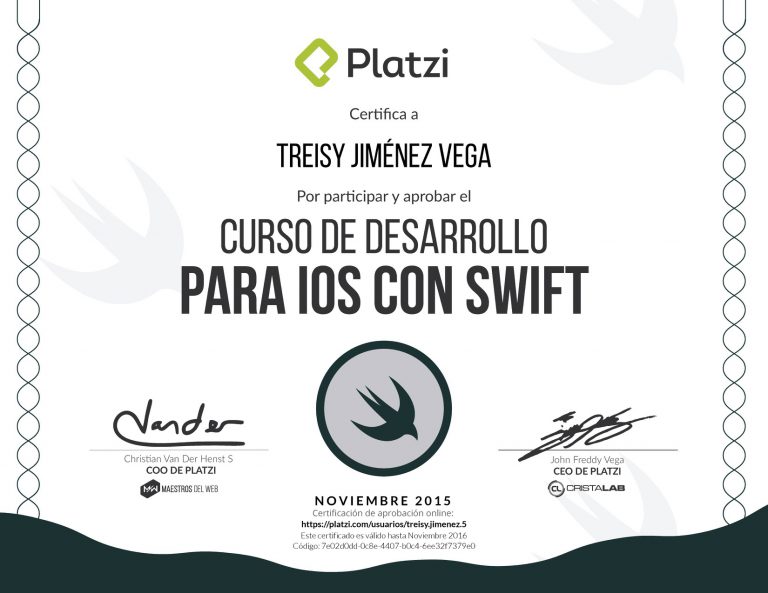 Platzi
Certifica a
TREISY JIMÉNEZ VEGA
Por participar y aprobar el
CURSO DE DESARROLLO
PARA IOS CON SWIFT
Vander
Christian Van Der Henst S
COO DE PLATZI
MW MAESTROS DEL WEB
John Freddy Vega
CEO DE PLATZI
CL CRISTALAB
NOVIEMBRE 2015
Certificación de aprobación online:
https://platzi.com/usuarios/treisy.jimenez.5
Este certificado es válido hasta Noviembre 2016
Código: 7e02d0dd-0c8e-4407-b0c4-6ee32f7379e0